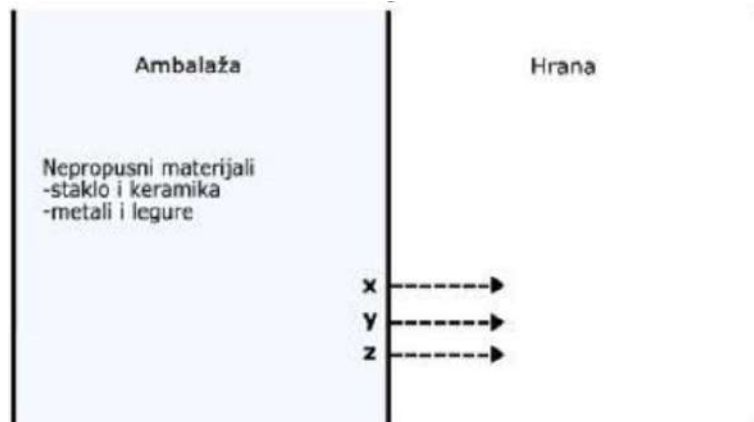 Ambalaža
Hrana
Nepropusni materijali
-staklo i keramika
-metali i legure
x
y
z